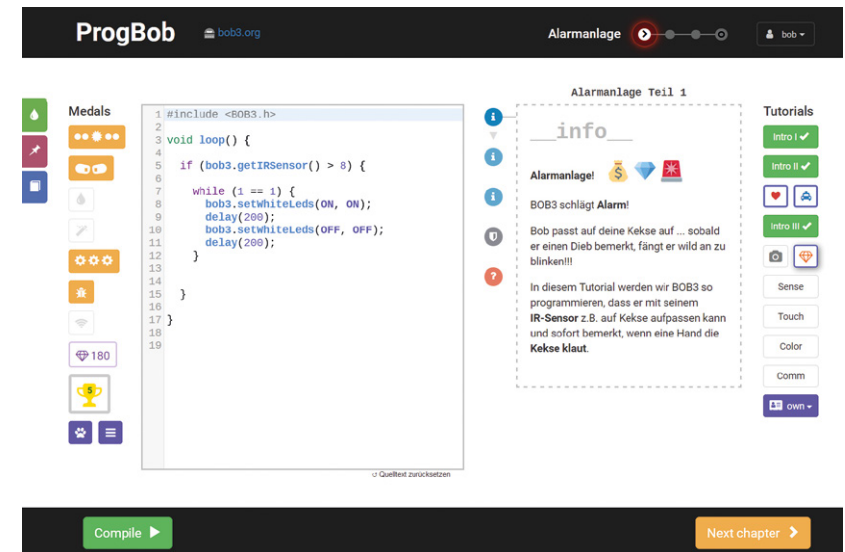 ProgBob
bob3.org
Alarmanlage
bob
Medals
180
5
1 #include <BOB3.h>
2
3 void loop() {
4
5 if (bob3.getIRSensor() > 8) {
6
7 while (1 == 1) {
8 bob3.setWhiteLeds(ON, ON);
9 delay(200);
10 bob3.setWhiteLeds(OFF, OFF);
11 delay(200);
12 }
13
14
15 }
16
17 }
18
19
Quelltext zurücksetzen
Alarmanlage Teil 1
__info__
Alarmanlage!
BOB3 schlägt Alarm!
Bob passt auf deine Kekse auf ... sobald
er einen Dieb bemerkt, fängt er wild an zu
blinken!!!
In diesem Tutorial werden wir BOB3 so
programmieren, dass er mit seinem
IR-Sensor z.B. auf Kekse aufpassen kann
und sofort bemerkt, wenn eine Hand die
Kekse klaut.
Tutorials
Intro I
Intro II
Intro III
Sense
Touch
Color
Comm
own
Compile
Next chapter